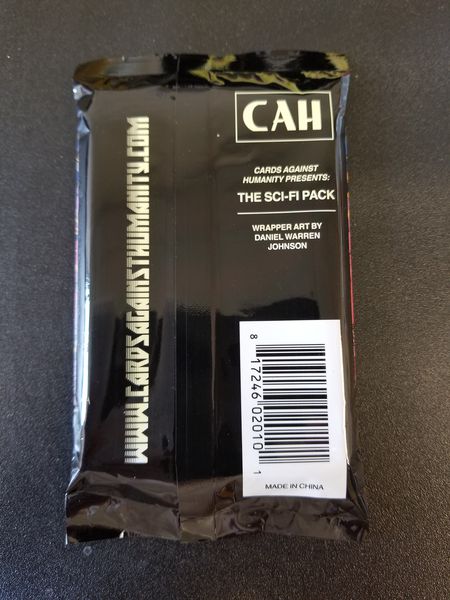 CAH
CARDS AGAINST
HUMANITY PRESENTS:
THE SCI-FI PACK
WRAPPER ART BY
DANIEL WARREN
JOHNSON
WWW.CARDSAGAINSTHUMANITY.COM
8 17246 02010 1
MADE IN CHINA